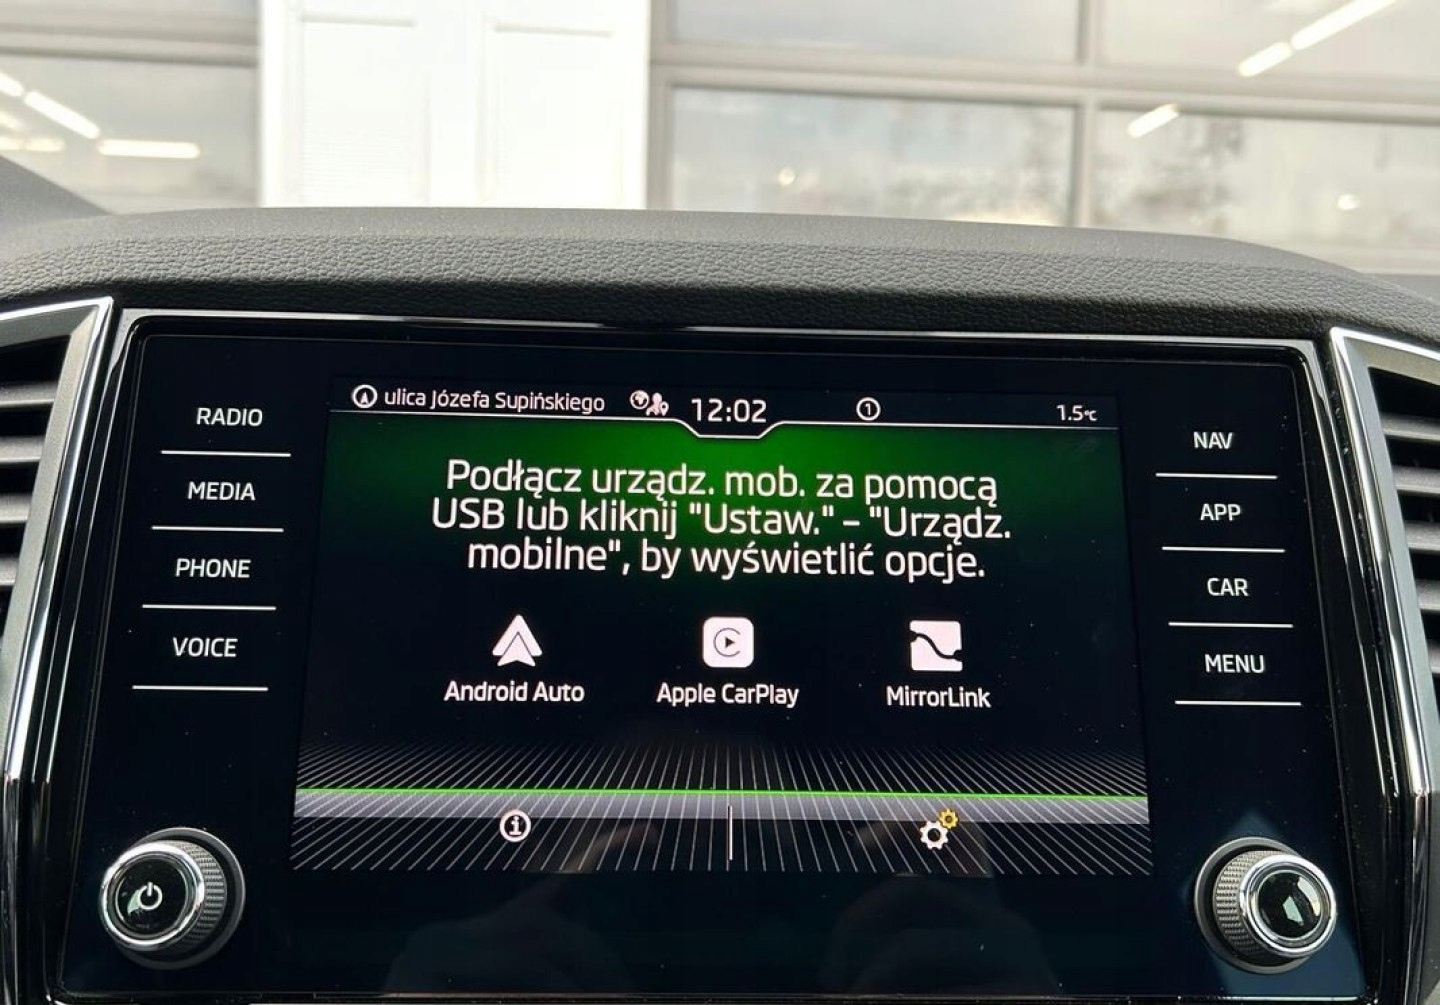 ulica Józefa Supińskiego 12:02 1 1.5°C
RADIO
MEDIA
PHONE
VOICE
Podłącz urządz. mob. za pomocą
USB lub kliknij "Ustaw." – "Urządz.
mobilne", by wyświetlić opcje.
Android Auto Apple CarPlay MirrorLink
NAV
APP
CAR
MENU